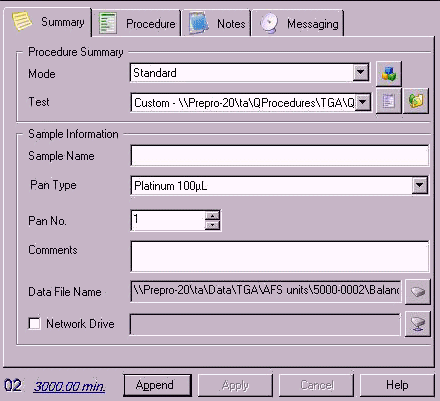 Summary Procedure Notes Messaging
Procedure Summary
Mode Standard
Test Custom - \\Prepro-20\ta\QProcedures\TGA\Q
Sample Information
Sample Name
Pan Type Platinum 100µL
Pan No. 1
Comments
Data File Name \\Prepro-20\ta\Data\TGA\AFS units\5000-0002\Balanc
Network Drive
02 3000.00 min. Append Apply Cancel Help